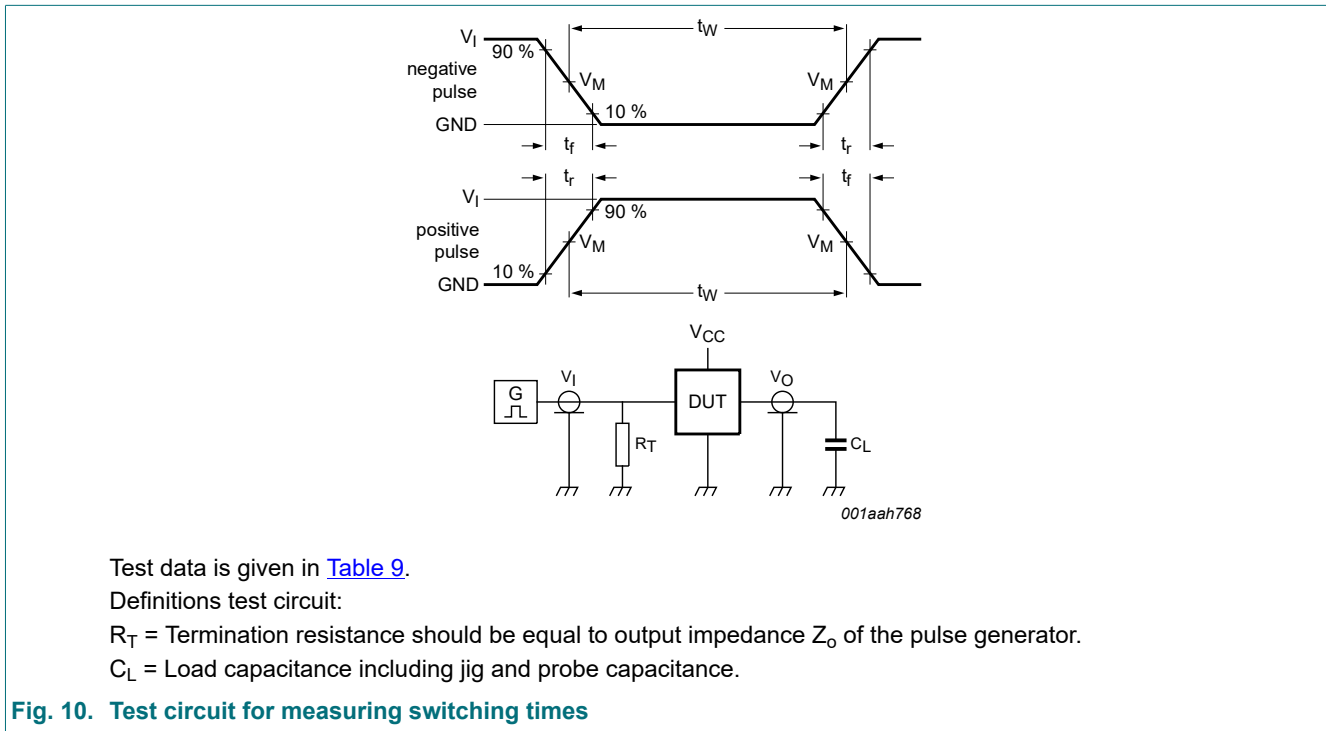 tW
VI
90 %
negative
pulse
VM
VM
10 %
GND
tf
tr
tr
tf
VI
90 %
positive
pulse
VM
VM
10 %
GND
tW
VCC
VI
VO
G
DUT
RT
CL
001aah768
Test data is given in Table 9.
Definitions test circuit:
RT = Termination resistance should be equal to output impedance Zo of the pulse generator.
CL = Load capacitance including jig and probe capacitance.
Fig. 10. Test circuit for measuring switching times